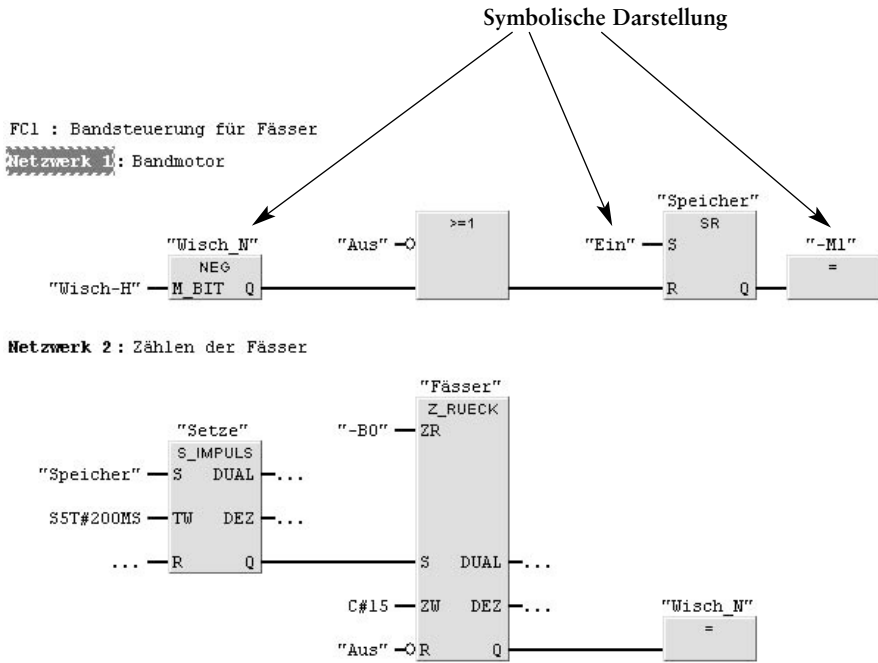 Symbolische Darstellung
FC1 : Bandsteuerung für Fässer
Netzwerk 1: Bandmotor
"Speicher"
"Wisch_N" "Aus" >=1 "Ein" S SR "-M1"
NEG =
"Wisch-H" M_BIT Q R Q
Netzwerk 2: Zählen der Fässer
"Fässer"
"Setze" "-B0" Z_RUECK
S_IMPULS ZR
"Speicher" S DUAL ...
S5T#200MS TW DEZ ...
... R Q S DUAL ...
C#15 ZW DEZ ... "Wisch_N"
"Aus" R Q =